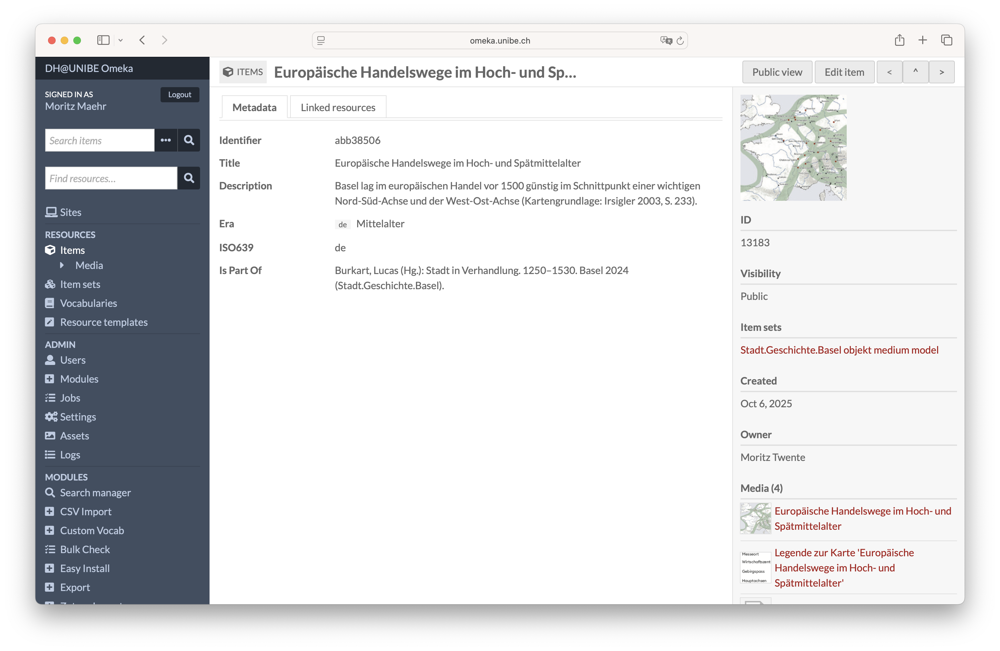 omeka.unibe.ch
DH@UNIBE Omeka
SIGNED IN AS
Moritz Maehr
Logout
Search items
Find resources...
Sites
RESOURCES
Items
Media
Item sets
Vocabularies
Resource templates
ADMIN
Users
Modules
Jobs
Settings
Assets
Logs
MODULES
Search manager
CSV Import
Custom Vocab
Bulk Check
Easy Install
Export
ITEMS
Europäische Handelswege im Hoch- und Sp...
Public view
Edit item
<
^
>
Metadata
Linked resources
Identifier
abb38506
Title
Europäische Handelswege im Hoch- und Spätmittelalter
Description
Basel lag im europäischen Handel vor 1500 günstig im Schnittpunkt einer wichtigen
Nord-Süd-Achse und der West-Ost-Achse (Kartengrundlage: Irsigler 2003, S. 233).
Era
de Mittelalter
ISO639
de
Is Part Of
Burkart, Lucas (Hg.): Stadt in Verhandlung. 1250–1530. Basel 2024
(Stadt.Geschichte.Basel).
ID
13183
Visibility
Public
Item sets
Stadt.Geschichte.Basel objekt medium model
Created
Oct 6, 2025
Owner
Moritz Twente
Media (4)
Europäische Handelswege im Hoch- und
Spätmittelalter
Messeort
Wirtschaftszent
Gebirgspass
Hauptachsen
Legende zur Karte 'Europäische
Handelswege im Hoch- und
Spätmittelalter'